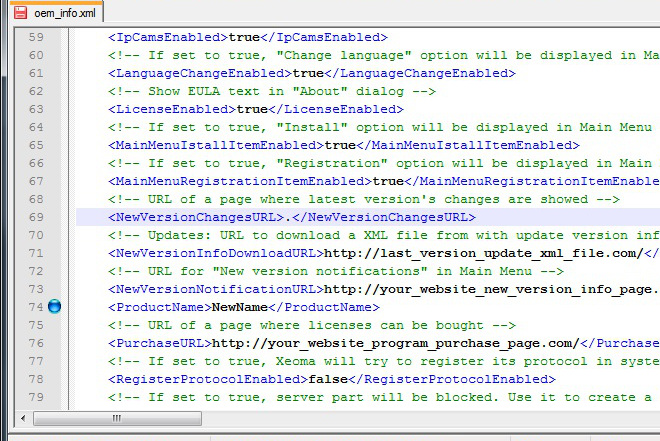 oem_info.xml
59 <IpCamsEnabled>true</IpCamsEnabled>
60 <!-- If set to true, "Change language" option will be displayed in Ma
61 <LanguageChangeEnabled>true</LanguageChangeEnabled>
62 <!-- Show EULA text in "About" dialog -->
63 <LicenseEnabled>true</LicenseEnabled>
64 <!-- If set to true, "Install" option will be displayed in Main Menu
65 <MainMenuIstallItemEnabled>true</MainMenuIstallItemEnabled>
66 <!-- If set to true, "Registration" option will be displayed in Main
67 <MainMenuRegistrationItemEnabled>true</MainMenuRegistrationItemEnable
68 <!-- URL of a page where latest version's changes are showed -->
69 <NewVersionChangesURL>.</NewVersionChangesURL>
70 <!-- Updates: URL to download a XML file from with update version inf
71 <NewVersionInfoDownloadURL>http://last_version_update_xml_file.com/</
72 <!-- URL for "New version notifications" in Main Menu -->
73 <NewVersionNotificationURL>http://your_website_new_version_info_page.
74 <ProductName>NewName</ProductName>
75 <!-- URL of a page where licenses can be bought -->
76 <PurchaseURL>http://your_website_program_purchase_page.com/</Purchase
77 <!-- If set to true, Xeoma will try to register its protocol in syste
78 <RegisterProtocolEnabled>false</RegisterProtocolEnabled>
79 <!-- If set to true, server part will be blocked. Use it to create a